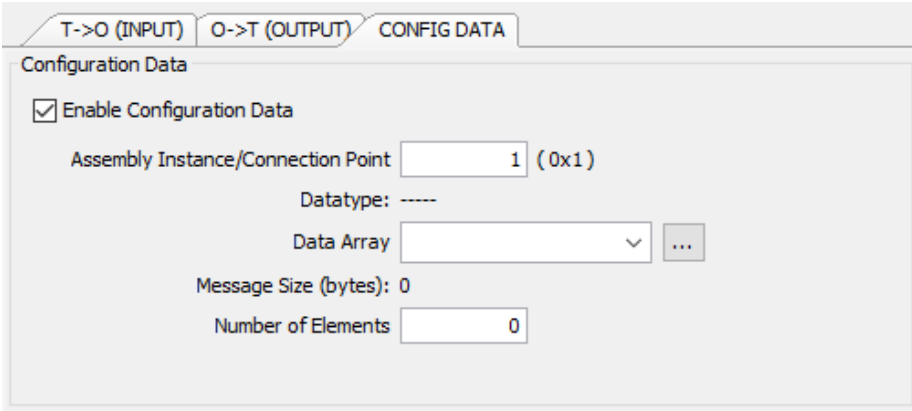 T->O (INPUT) O->T (OUTPUT) CONFIG DATA
Configuration Data
Enable Configuration Data
Assembly Instance/Connection Point 1 (0x1)
Datatype: -----
Data Array ...
Message Size (bytes): 0
Number of Elements 0